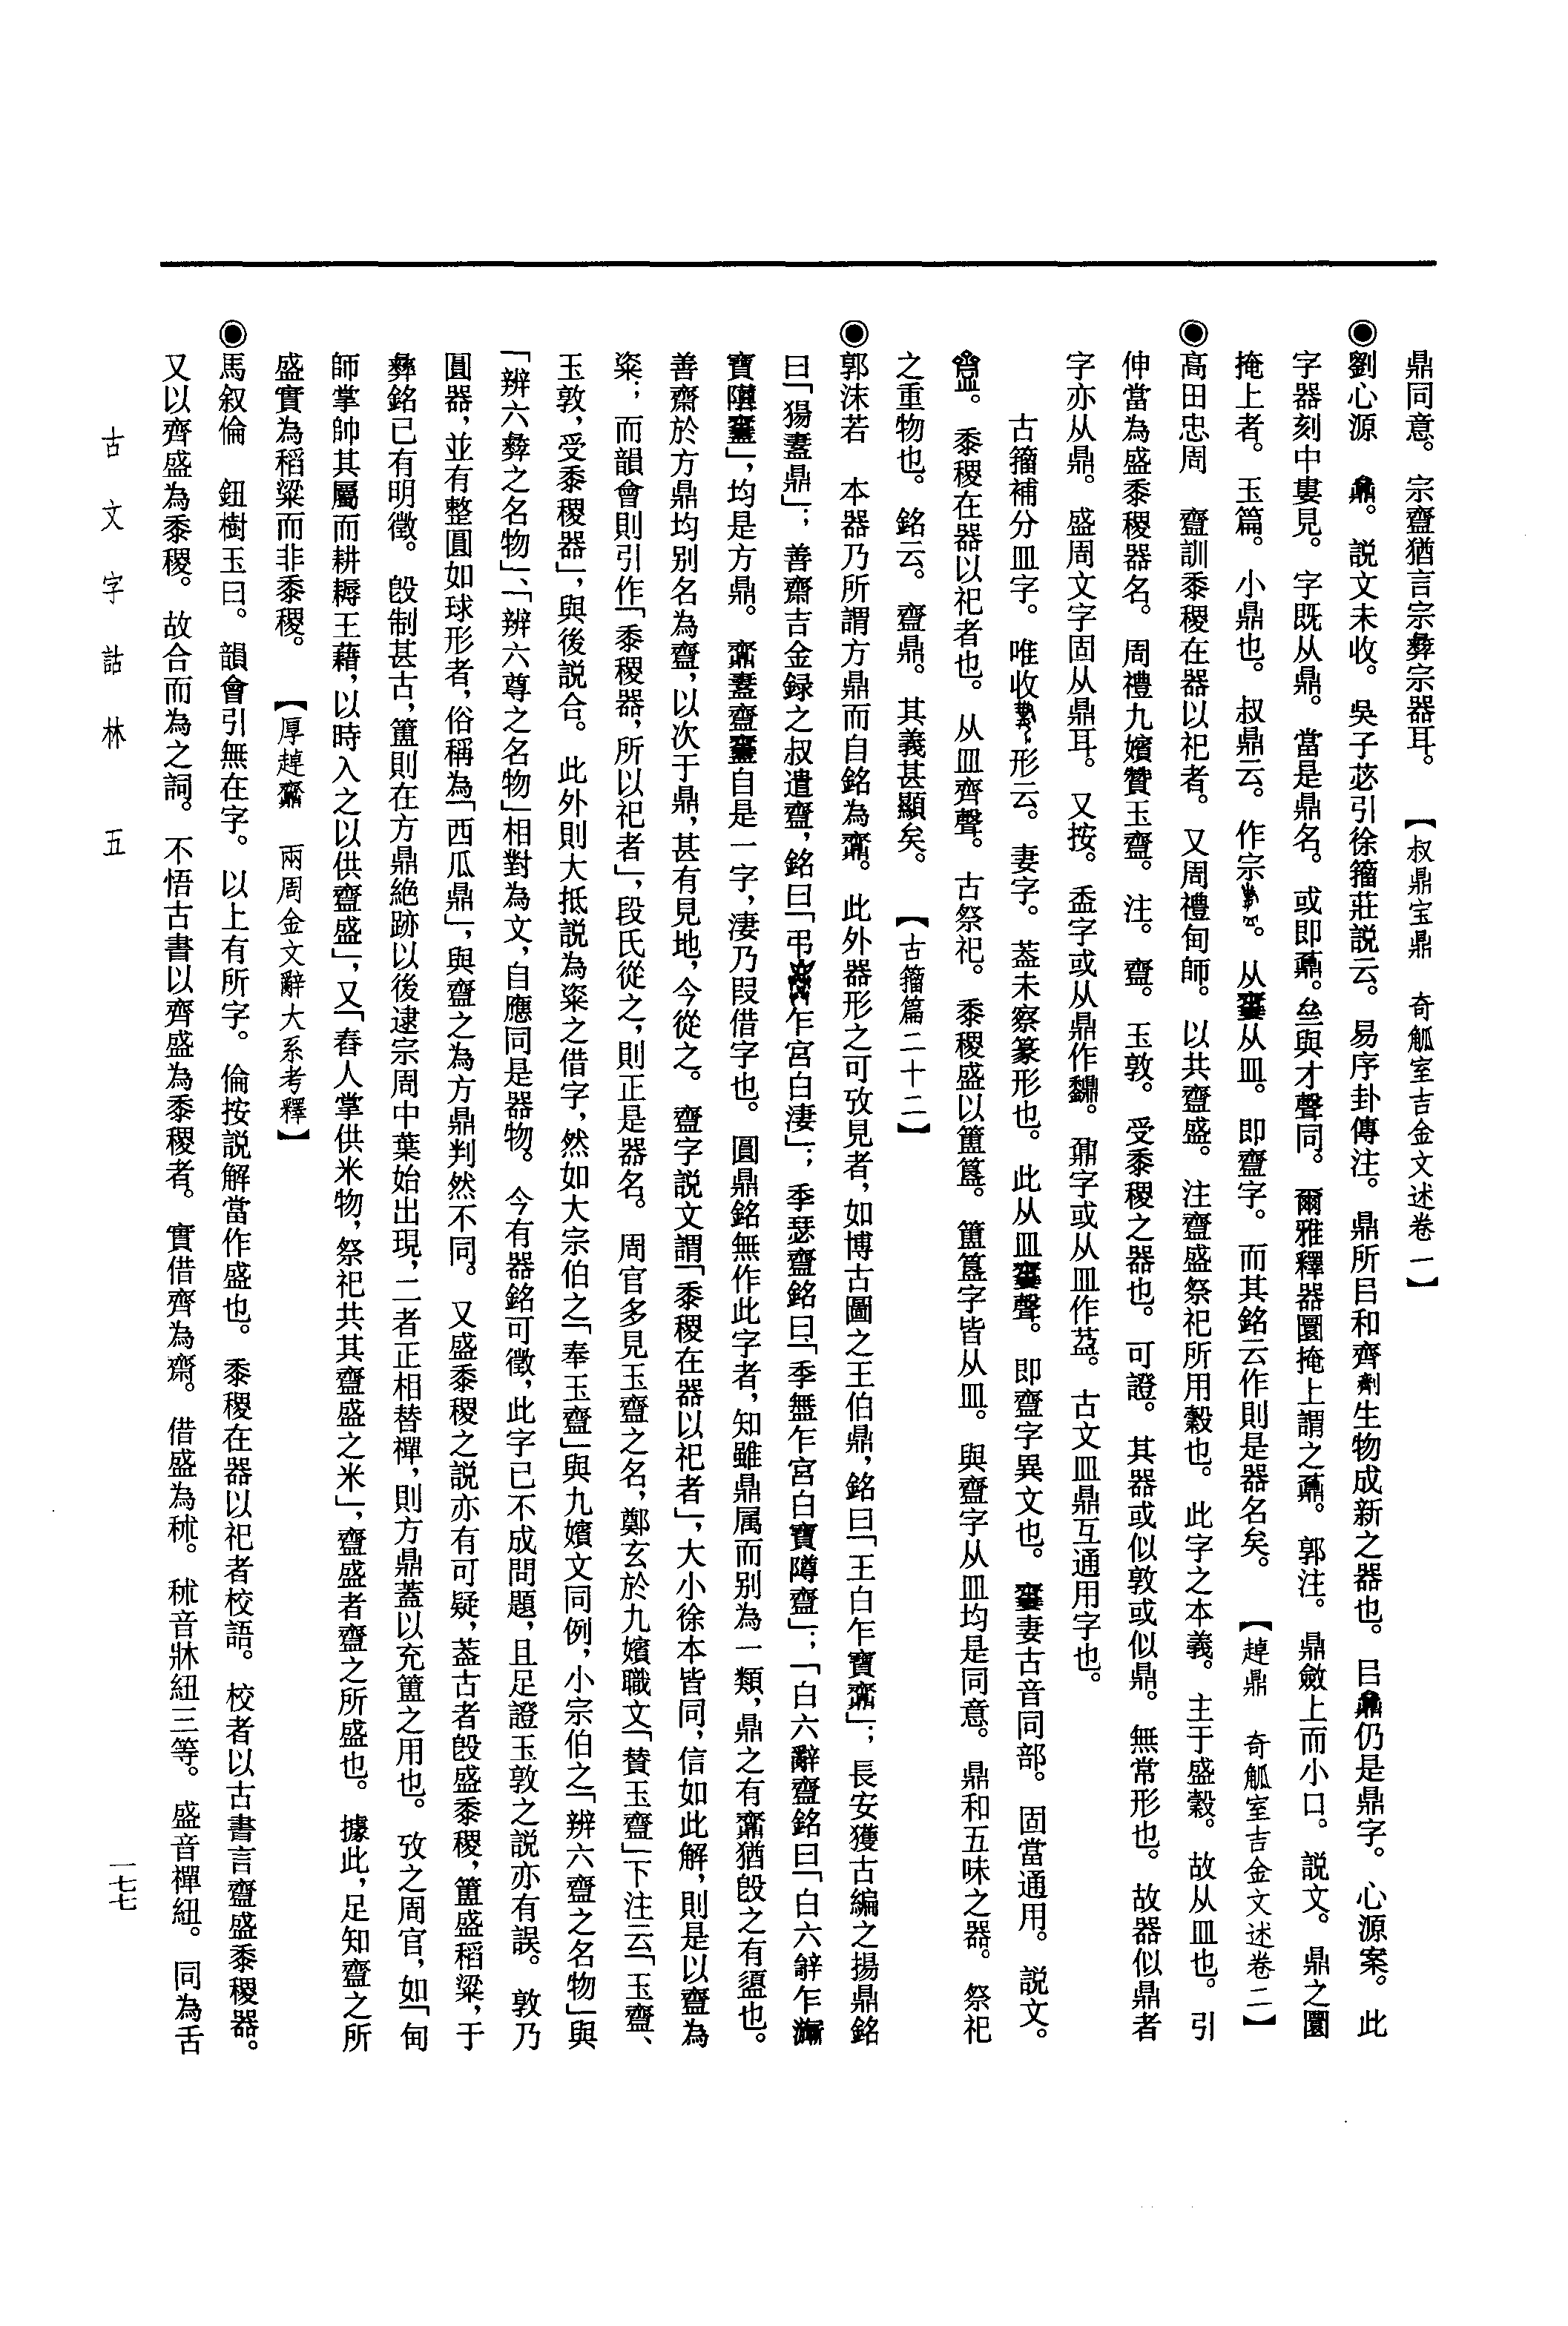 鼎同意。宗齍猶言宗彝宗器耳。　【叔鼎宝鼎　奇觚室吉金文述卷一】
◉劉心源　。説文未收。吳子苾引徐籀莊説云。易序卦傳注。鼎所㠯和齊劑生物成新之器也。㠯仍是鼎字。心源案。此
字器刻中婁見。字既从鼎。當是鼎名。或即鼒。亝與才聲同。爾雅釋器圜掩上謂之鼒。郭注。鼎斂上而小口。説文。鼎之圜
掩上者。玉篇。小鼎也。叔鼎云。作宗。从从皿。即齍字。而其銘云作則是器名矣。　【趠鼎　奇觚室吉金文述卷二】
◉高田忠周　齍訓黍稷在器以祀者。又周禮甸師。以共齍盛。注齍盛祭祀所用穀也。此字之本義。主于盛穀。故从皿也。引
伸當為盛黍稷器名。周禮九嬪贊玉齍。注。齍。玉敦。受黍稷之器也。可證。其器或似敦或似鼎。無常形也。故器似鼎者
字亦从鼎。盛周文字固从鼎耳。又按。盉字或从鼎作。鼒字或从皿作。古文皿鼎互通用字也。
古籀補分皿字。唯收形云。妻字。葢未察篆形也。此从皿聲。即齍字異文也。妻古音同部。固當通用。説文。
。黍稷在器以祀者也。从皿齊聲。古祭祀。黍稷盛以簠簋。簠簋字皆从皿。與齍字从皿均是同意。鼎和五味之器。祭祀
之重物也。銘云。齍鼎。其義甚顯矣。　【古籀篇二十二】
◉郭沫若　本器乃所謂方鼎而自銘為䵼。此外器形之可攷見者，如博古圖之王伯鼎，銘曰「王白乍寶」；長安獲古編之揚鼎銘
曰「鼎」；善齋吉金録之叔遣齍，銘曰「弔乍宮白淒」；季瑟齍銘曰「季無乍宮白寶隣齍」；「白六辭齍銘曰「白六辤乍
寶隣」，均是方鼎。齍自是一字，淒乃叚借字也。圓鼎銘無作此字者，知雖鼎属而别為一類，鼎之有猶𣪘之有盨也。
善齋於方鼎均别名為齍，以次于鼎，甚有見地，今從之。齍字説文謂「黍稷在器以祀者」，大小徐本皆同，信如此解，則是以齍為
粢；而韻會則引作「黍稷器，所以祀者」，段氏從之，則正是器名。周官多見玉齍之名，鄭玄於九嬪職文「贊玉齍」下注云「玉齍、
玉敦，受黍稷器」，與後説合。此外則大抵説為粢之借字，然如大宗伯之「奉玉齍」與九嬪文同例，小宗伯之「辨六齍之名物」與
「辨六彝之名物」、「辨六尊之名物」相對為文，自應同是器物。今有器銘可徵，此字已不成問題，且足證玉敦之説亦有誤。敦乃
圓器，並有整圓如球形者，俗稱為「西瓜鼎」，與齍之為方鼎判然不同。又盛黍稷之説亦有可疑，葢古者𣪘盛黍稷，簠盛稻粱，于
彝銘已有明徵。𣪘制甚古，簠則在方鼎絶跡以後逮宗周中葉始出現，二者正相替禪，則方鼎蓋以充簠之用也。攷之周官，如「甸
師掌帥其屬而耕耨王藉，以時入之以供齍盛」，又「舂人掌供米物，祭祀共其齍盛之米」，齍盛者齍之所盛也。據此，足知齍之所
盛實為稻粱而非黍稷。　【厚趠　兩周金文辭大系考釋】
◉馬叙倫　鈕樹玉曰。韻會引無在字。以上有所字。倫按説解當作盛也。黍稷在器以祀者校語。校者以古書言齍盛黍稷器。
又以齊盛為黍稷。故合而為之詞。不悟古書以齊盛為黍稷者。實借齊為齋。借盛為秫。秫音牀紐三等。盛音禪紐。同為舌
古文字詁林　五
一七七